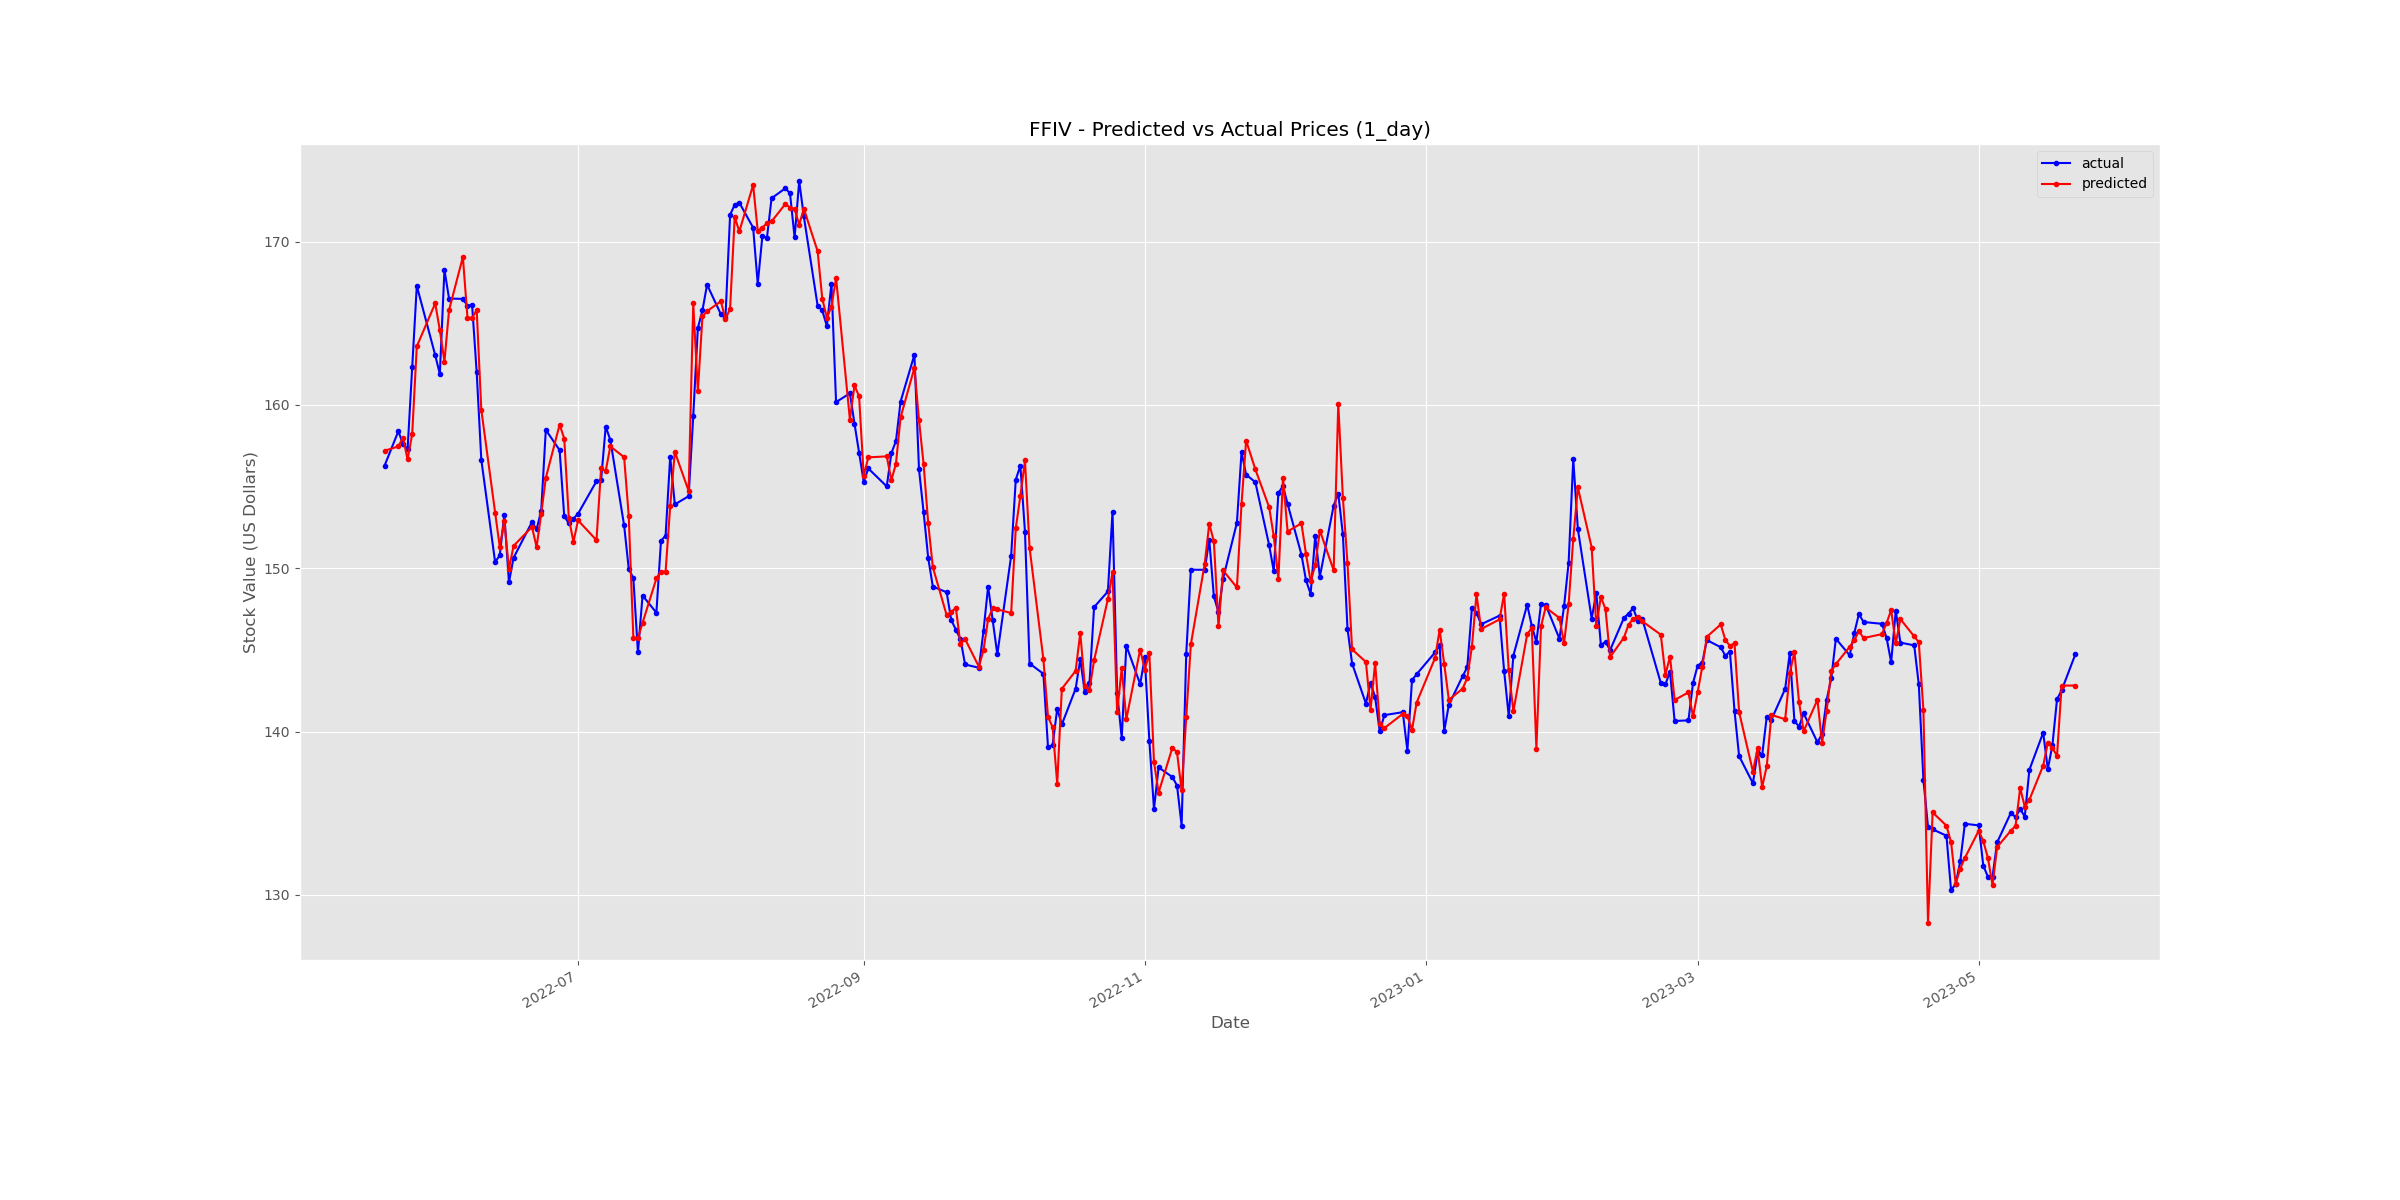 FFIV - Predicted vs Actual Prices (1_day)
actual
predicted
Stock Value (US Dollars)
170
160
150
140
130
2022-07
2022-09
2022-11
2023-01
2023-03
2023-05
Date